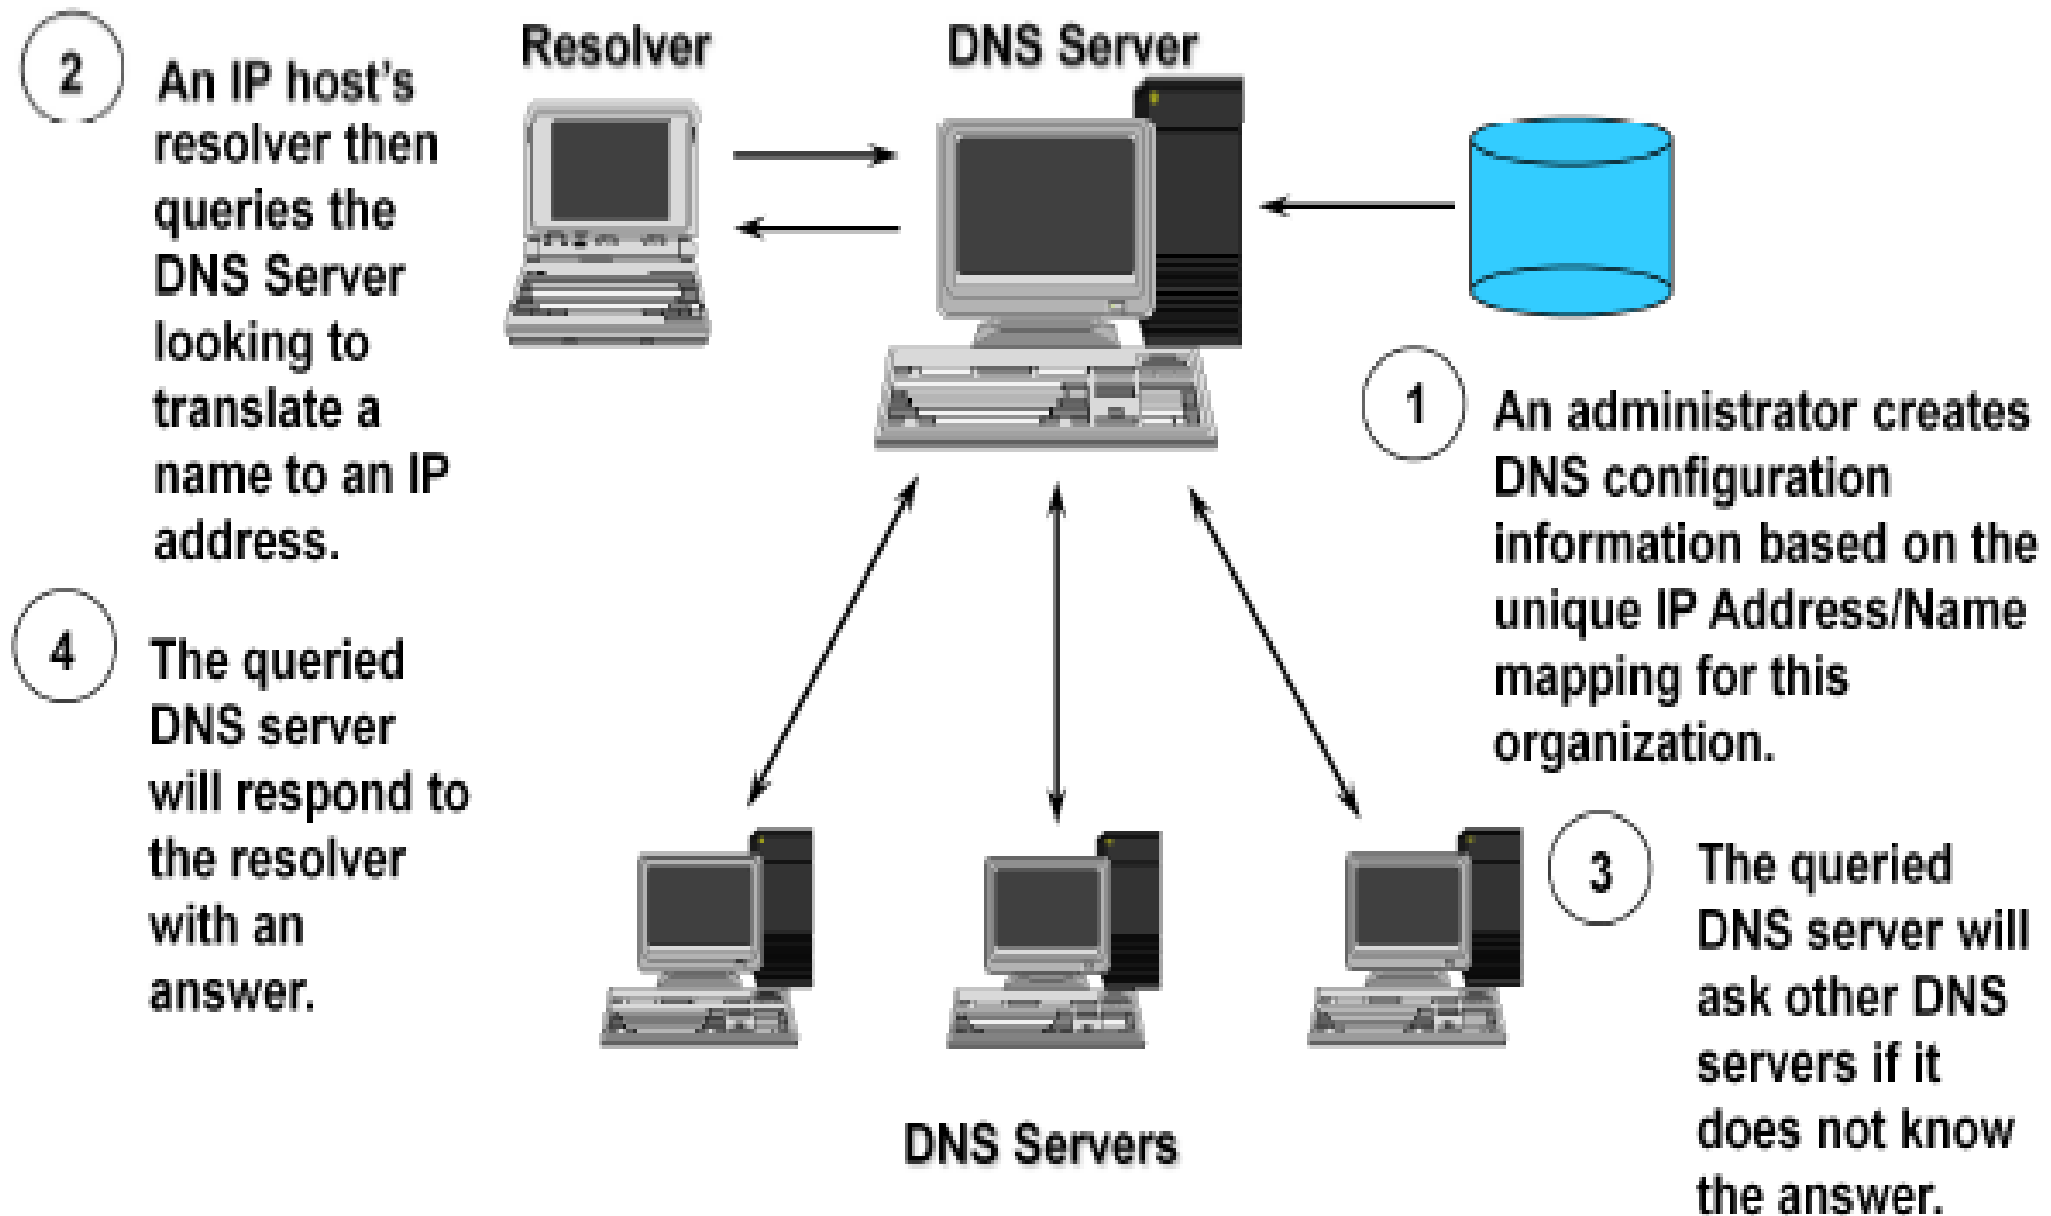 Resolver
DNS Server
2
An IP host's
resolver then
queries the
DNS Server
looking to
translate a
name to an IP
address.
1
An administrator creates
DNS configuration
information based on the
unique IP Address/Name
mapping for this
organization.
4
The queried
DNS server
will respond to
the resolver
with an
answer.
3
The queried
DNS server will
ask other DNS
servers if it
does not know
the answer.
DNS Servers